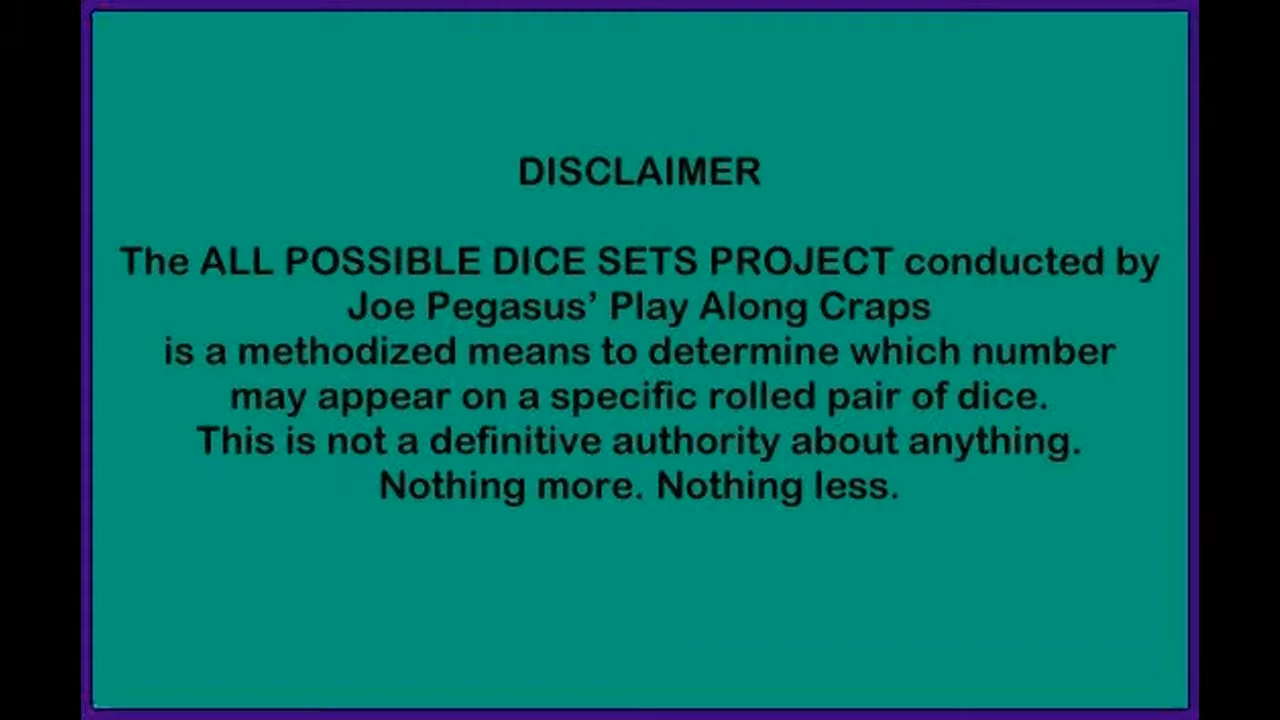 DISCLAIMER
The ALL POSSIBLE DICE SETS PROJECT conducted by
Joe Pegasus’ Play Along Craps
is a methodized means to determine which number
may appear on a specific rolled pair of dice.
This is not a definitive authority about anything.
Nothing more. Nothing less.